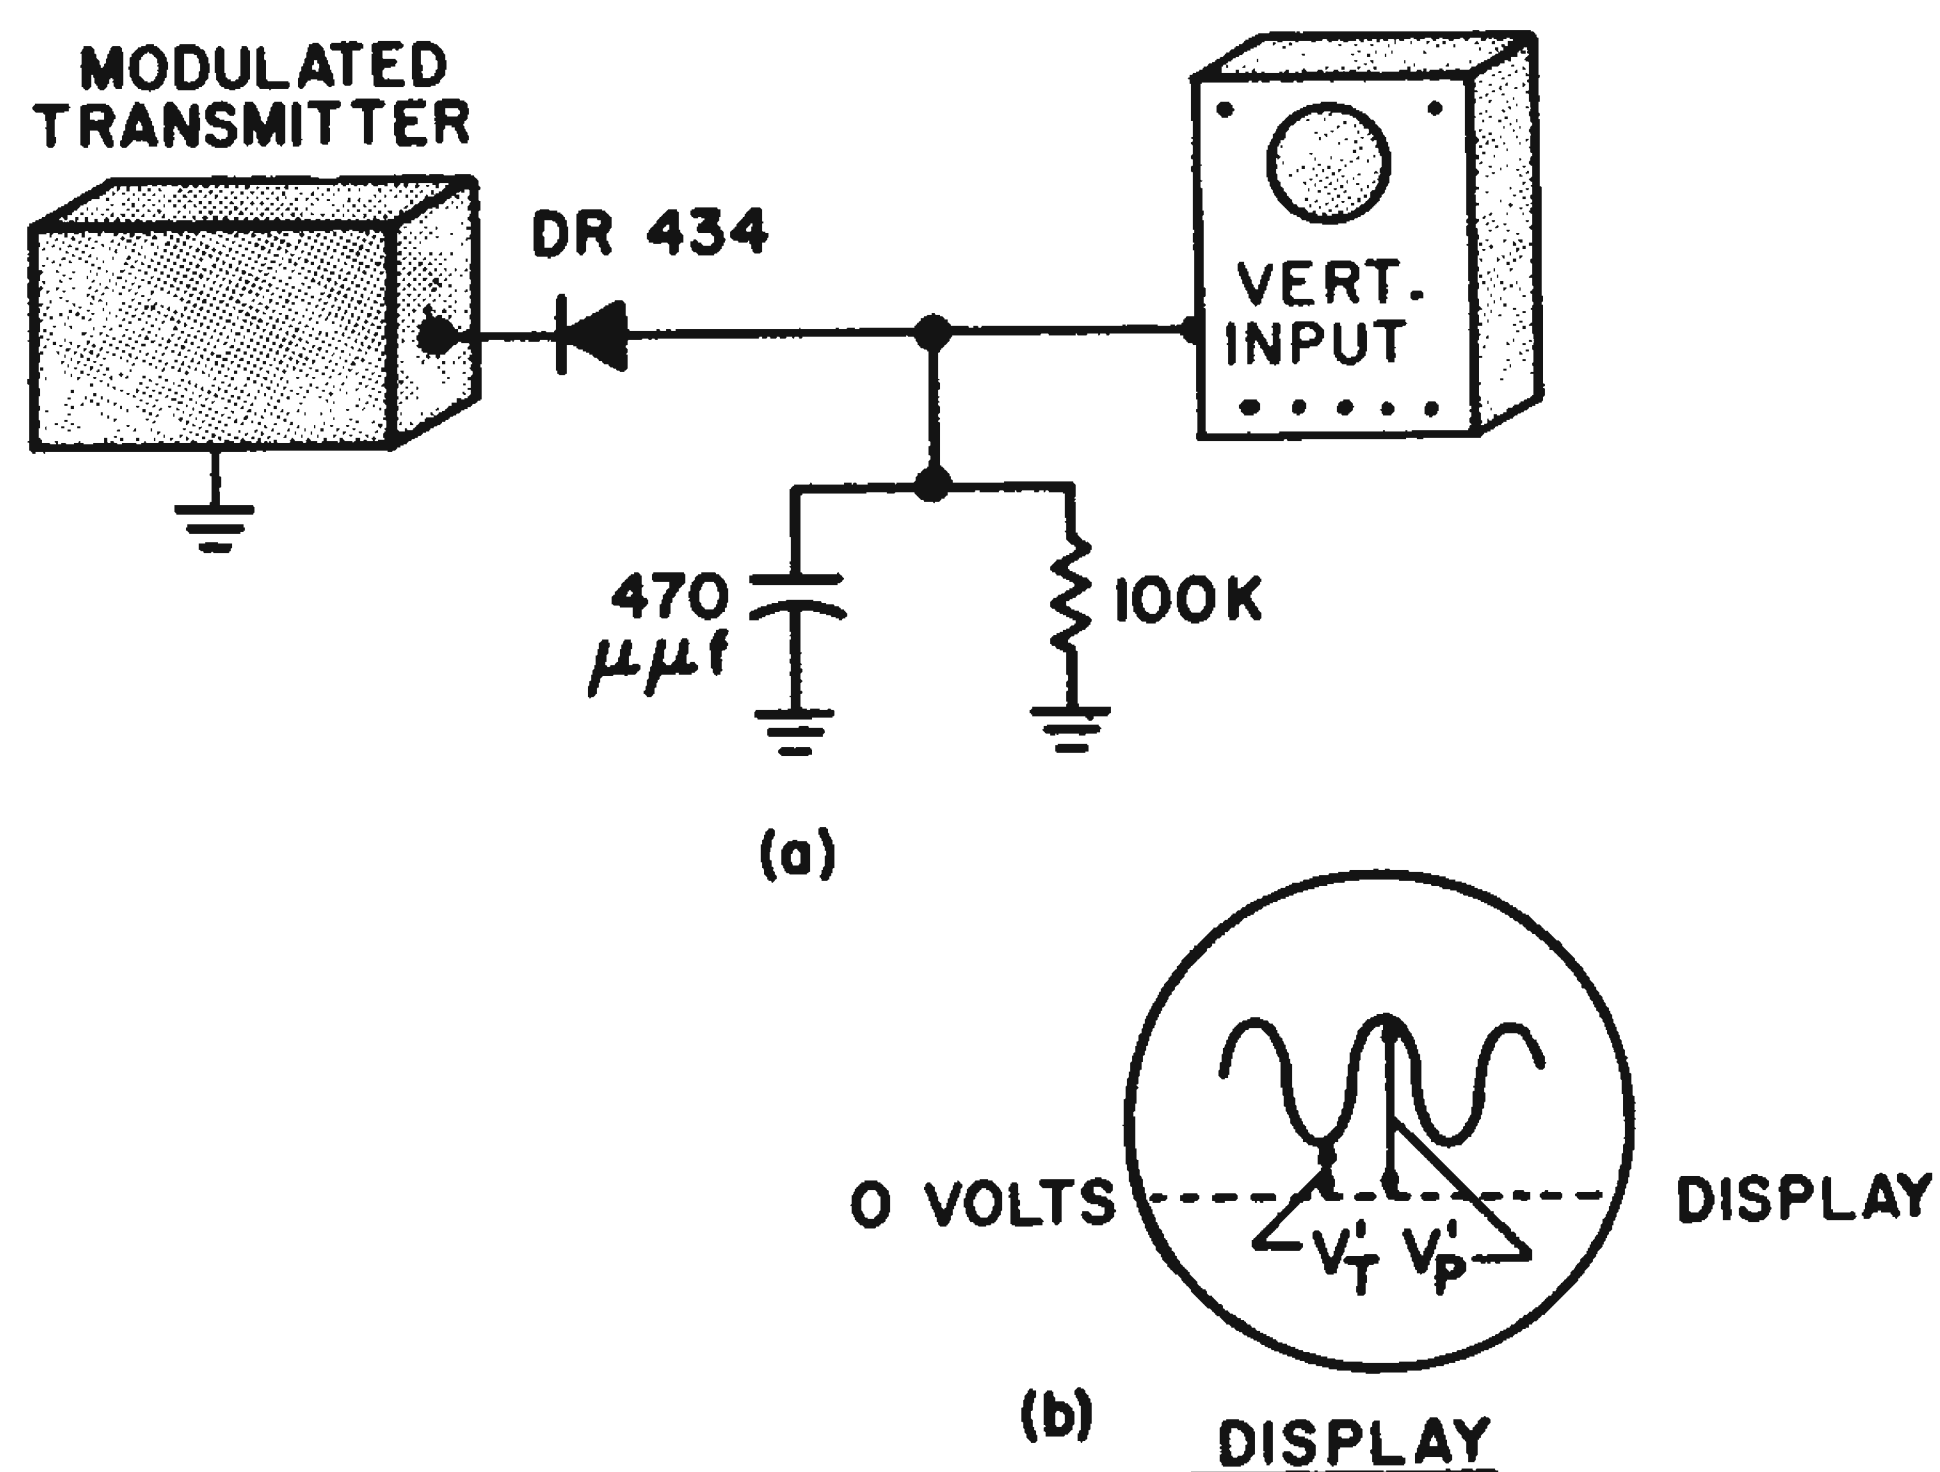 MODULATED
TRANSMITTER
DR 434
VERT.
INPUT
470
μμf
100K
(a)
0 VOLTS
DISPLAY
V'T V'P
(b)
DISPLAY